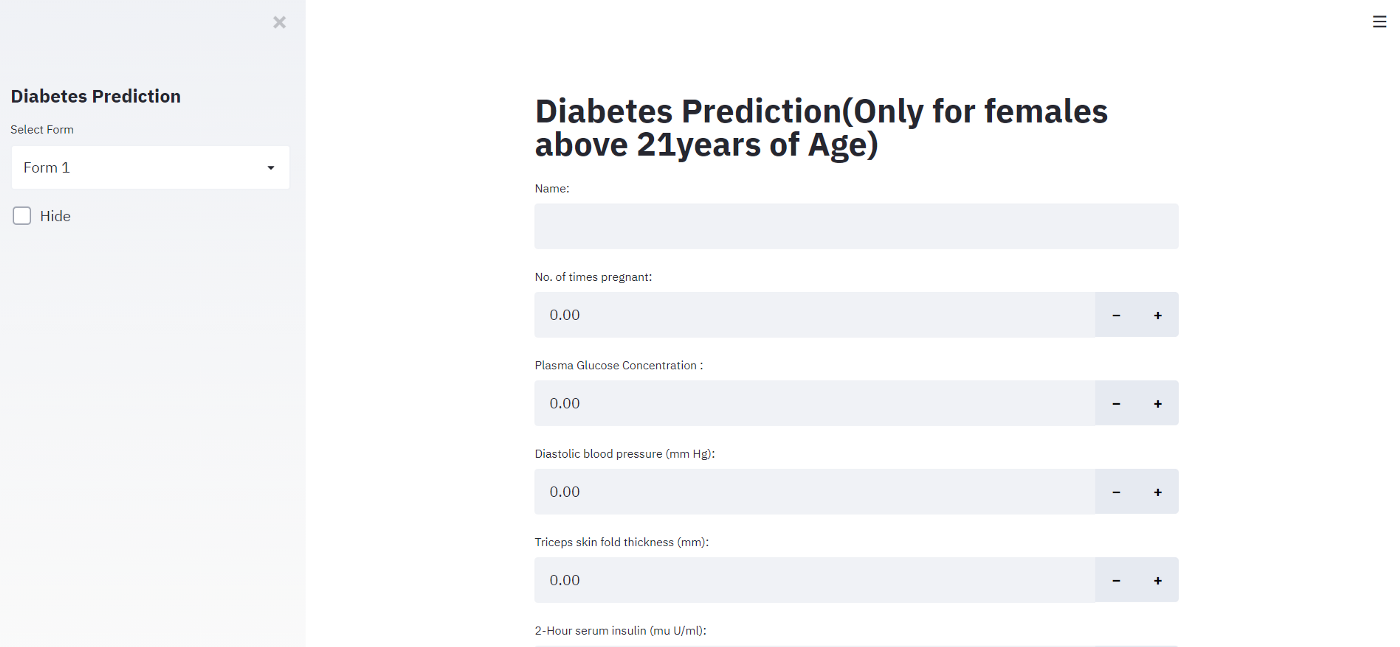 Diabetes Prediction
Select Form
Form 1
Hide
Diabetes Prediction(Only for females
above 21years of Age)
Name:
No. of times pregnant:
0.00
Plasma Glucose Concentration :
0.00
Diastolic blood pressure (mm Hg):
0.00
Triceps skin fold thickness (mm):
0.00
2-Hour serum insulin (mu U/ml):